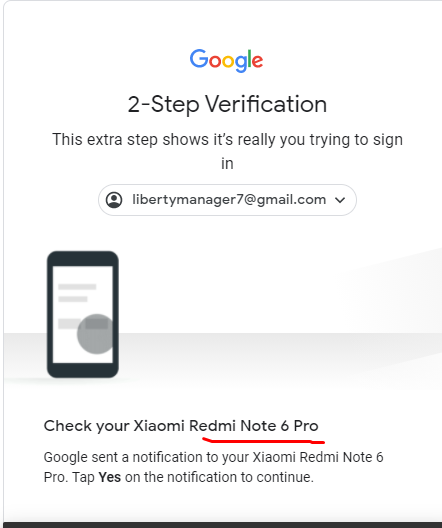 Google
2-Step Verification
This extra step shows it's really you trying to sign
in
libertymanager7@gmail.com
Check your Xiaomi Redmi Note 6 Pro
Google sent a notification to your Xiaomi Redmi Note 6
Pro. Tap Yes on the notification to continue.